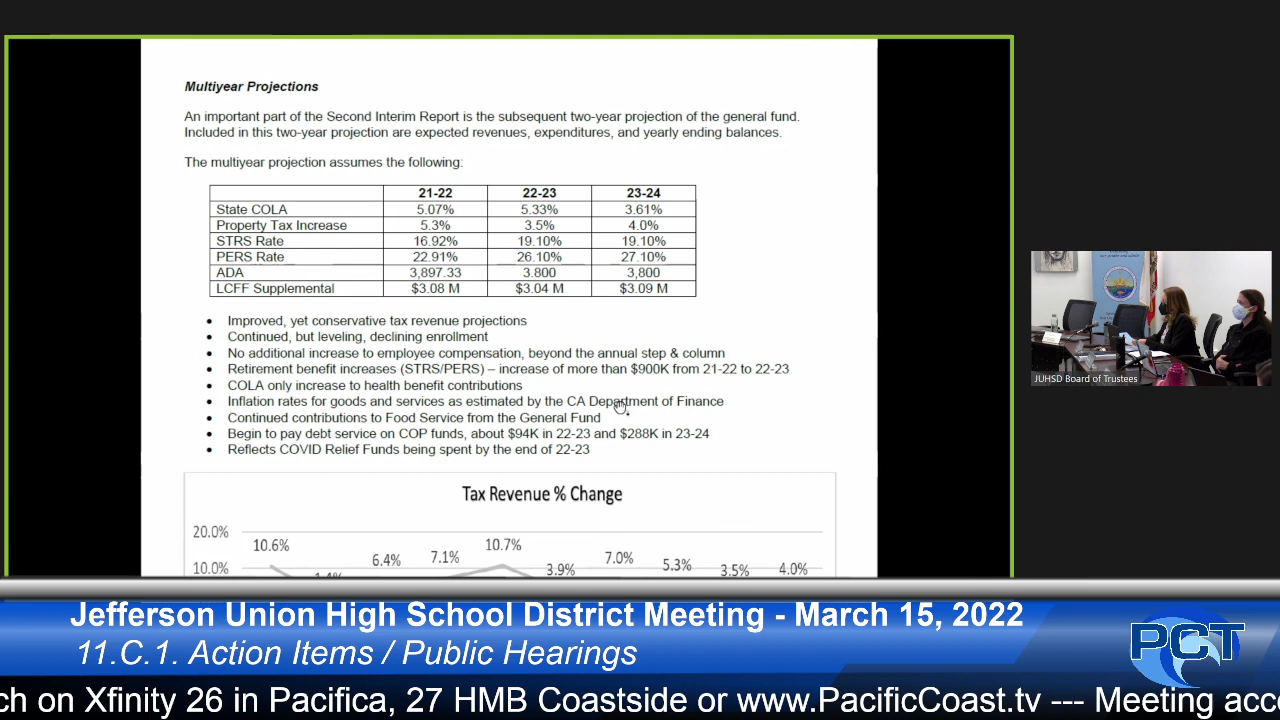 Multiyear Projections
An important part of the Second Interim Report is the subsequent two-year projection of the general fund.
Included in this two-year projection are expected revenues, expenditures, and yearly ending balances.
The multiyear projection assumes the following:
21-22 22-23 23-24
State COLA 5.07% 5.33% 3.61%
Property Tax Increase 5.3% 3.5% 4.0%
STRS Rate 16.92% 19.10% 19.10%
PERS Rate 22.91% 26.10% 27.10%
ADA 3,897.33 3.800 3,800
LCFF Supplemental $3.08 M $3.04 M $3.09 M
• Improved, yet conservative tax revenue projections
• Continued, but leveling, declining enrollment
• No additional increase to employee compensation, beyond the annual step & column
• Retirement benefit increases (STRS/PERS) – increase of more than $900K from 21-22 to 22-23
• COLA only increase to health benefit contributions
• Inflation rates for goods and services as estimated by the CA Department of Finance
• Continued contributions to Food Service from the General Fund
• Begin to pay debt service on COP funds, about $94K in 22-23 and $288K in 23-24
• Reflects COVID Relief Funds being spent by the end of 22-23
Tax Revenue % Change
20.0%
10.6% 6.4% 7.1% 10.7% 3.9% 7.0% 5.3% 3.5% 4.0%
10.0%
JUHSD Board of Trustees
Jefferson Union High School District Meeting - March 15, 2022
11.C.1. Action Items / Public Hearings
PCT
ch on Xfinity 26 in Pacifica, 27 HMB Coastside or www.PacificCoast.tv --- Meeting acc